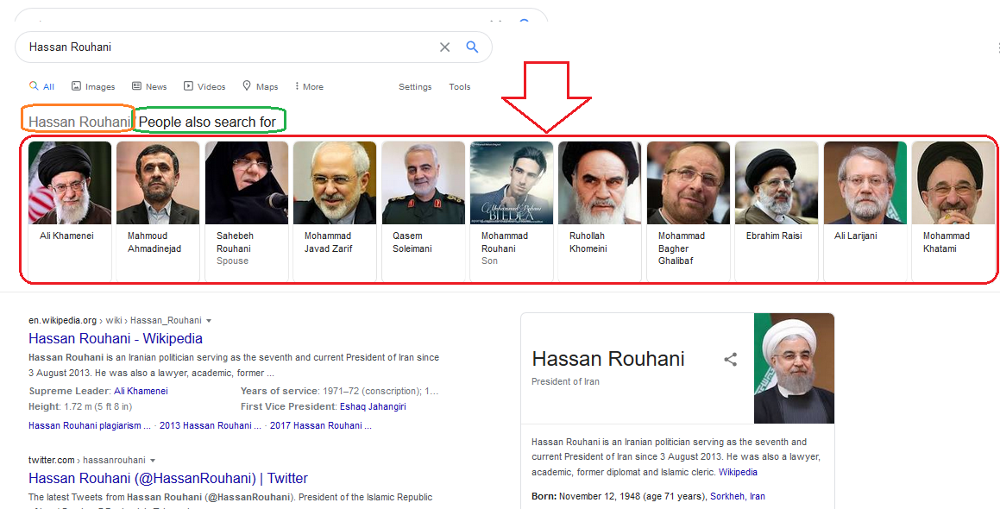 Hassan Rouhani
All Images News Videos Maps More Settings Tools
Hassan Rouhani People also search for
Ali Khamenei
Mahmoud
Ahmadinejad
Sahebeh
Rouhani
Spouse
Mohammad
Javad Zarif
Qasem
Soleimani
Mohammad
Rouhani
Son
Ruhollah
Khomeini
Mohammad
Bagher
Ghalibaf
Ebrahim Raisi
Ali Larijani
Mohammad
Khatami
en.wikipedia.org › wiki › Hassan_Rouhani
Hassan Rouhani - Wikipedia
Hassan Rouhani is an Iranian politician serving as the seventh and current President of Iran since
3 August 2013. He was also a lawyer, academic, former ...
Supreme Leader: Ali Khamenei Years of service: 1971–72 (conscription); 1...
Height: 1.72 m (5 ft 8 in) First Vice President: Eshaq Jahangiri
Hassan Rouhani plagiarism ... · 2013 Hassan Rouhani ... · 2017 Hassan Rouhani ...
twitter.com › hassanrouhani
Hassan Rouhani (@HassanRouhani) | Twitter
The latest Tweets from Hassan Rouhani (@HassanRouhani). President of the Islamic Republic
Hassan Rouhani
President of Iran
Hassan Rouhani is an Iranian politician serving as the seventh and
current President of Iran since 3 August 2013. He was also a lawyer,
academic, former diplomat and Islamic cleric. Wikipedia
Born: November 12, 1948 (age 71 years), Sorkheh, Iran